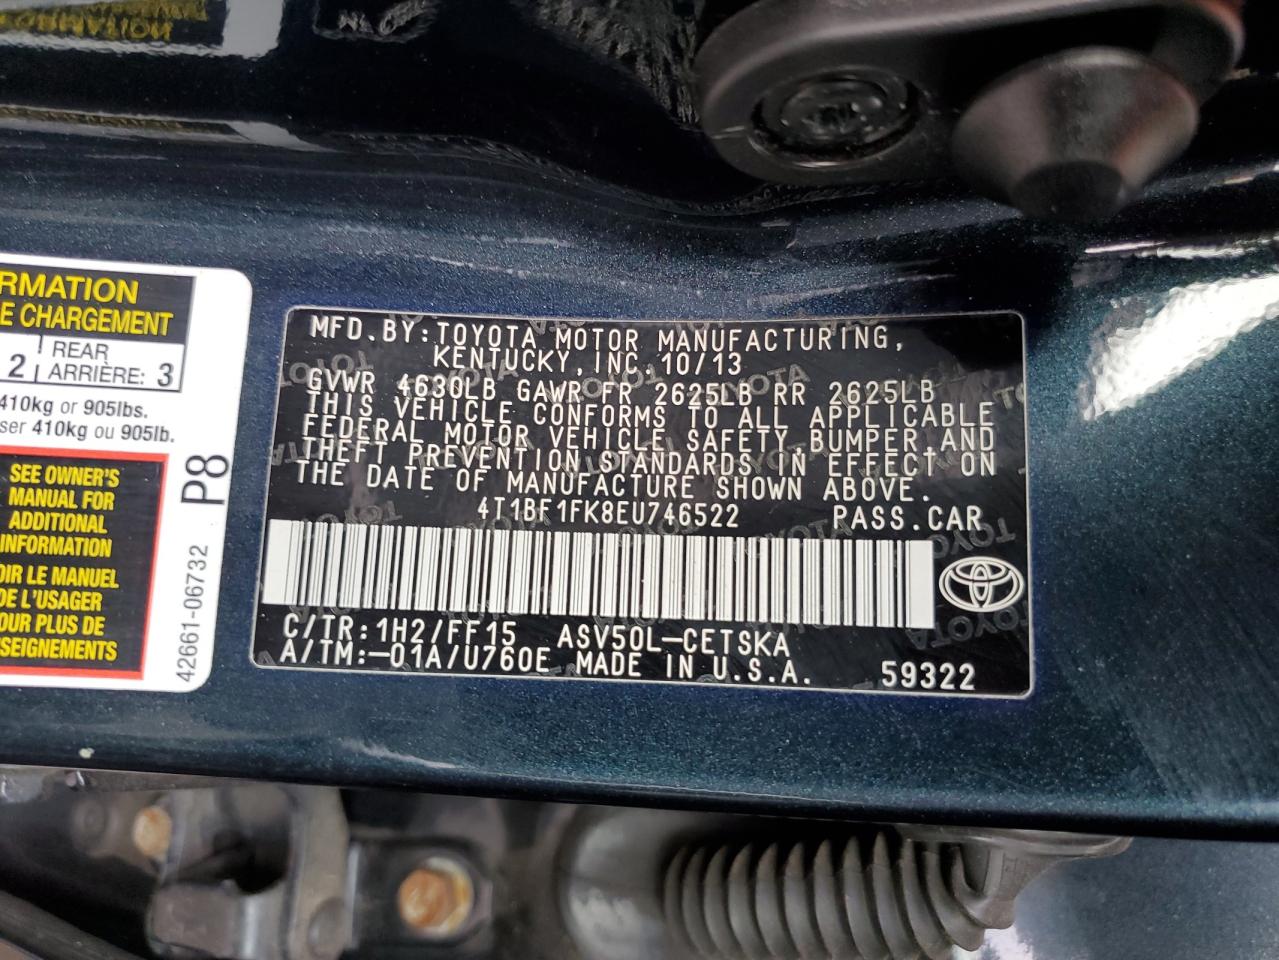 RMATION
E CHARGEMENT
2 REAR ARRIÈRE: 3
410kg or 905lbs.
ser 410kg ou 905lb.
SEE OWNER'S
MANUAL FOR
ADDITIONAL
INFORMATION
OIR LE MANUEL
DE L'USAGER
OUR PLUS DE
SEIGNEMENTS
P8
42661-06732
MFD.BY:TOYOTA MOTOR MANUFACTURING,
KENTUCKY,INC.10/13
GVWR 4630LB GAWR FR 2625LB RR 2625LB
THIS VEHICLE CONFORMS TO ALL APPLICABLE
FEDERAL MOTOR VEHICLE SAFETY,BUMPER,AND
THEFT PREVENTION STANDARDS IN EFFECT ON
THE DATE OF MANUFACTURE SHOWN ABOVE.
4T1BF1FK8EU746522 PASS.CAR
C/TR:1H2/FF15 ASV50L-CETSKA
A/TM:-01A/U760E MADE IN U.S.A. 59322